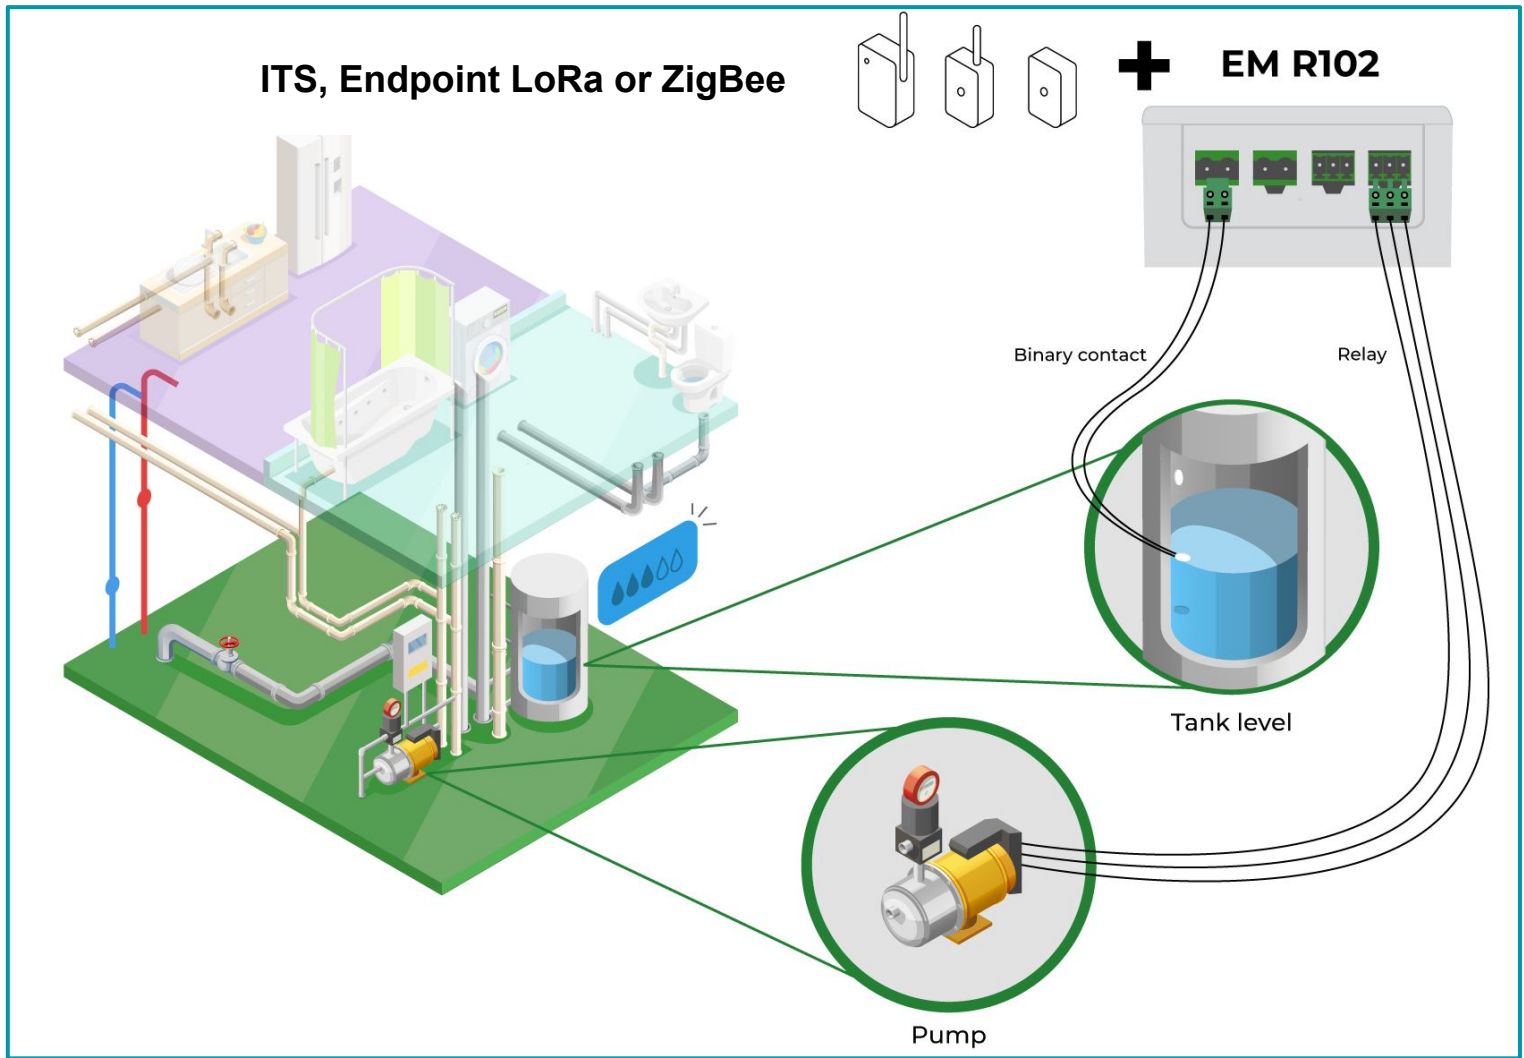 ITS, Endpoint LoRa or ZigBee
EM R102
Binary contact
Relay
Tank level
Pump